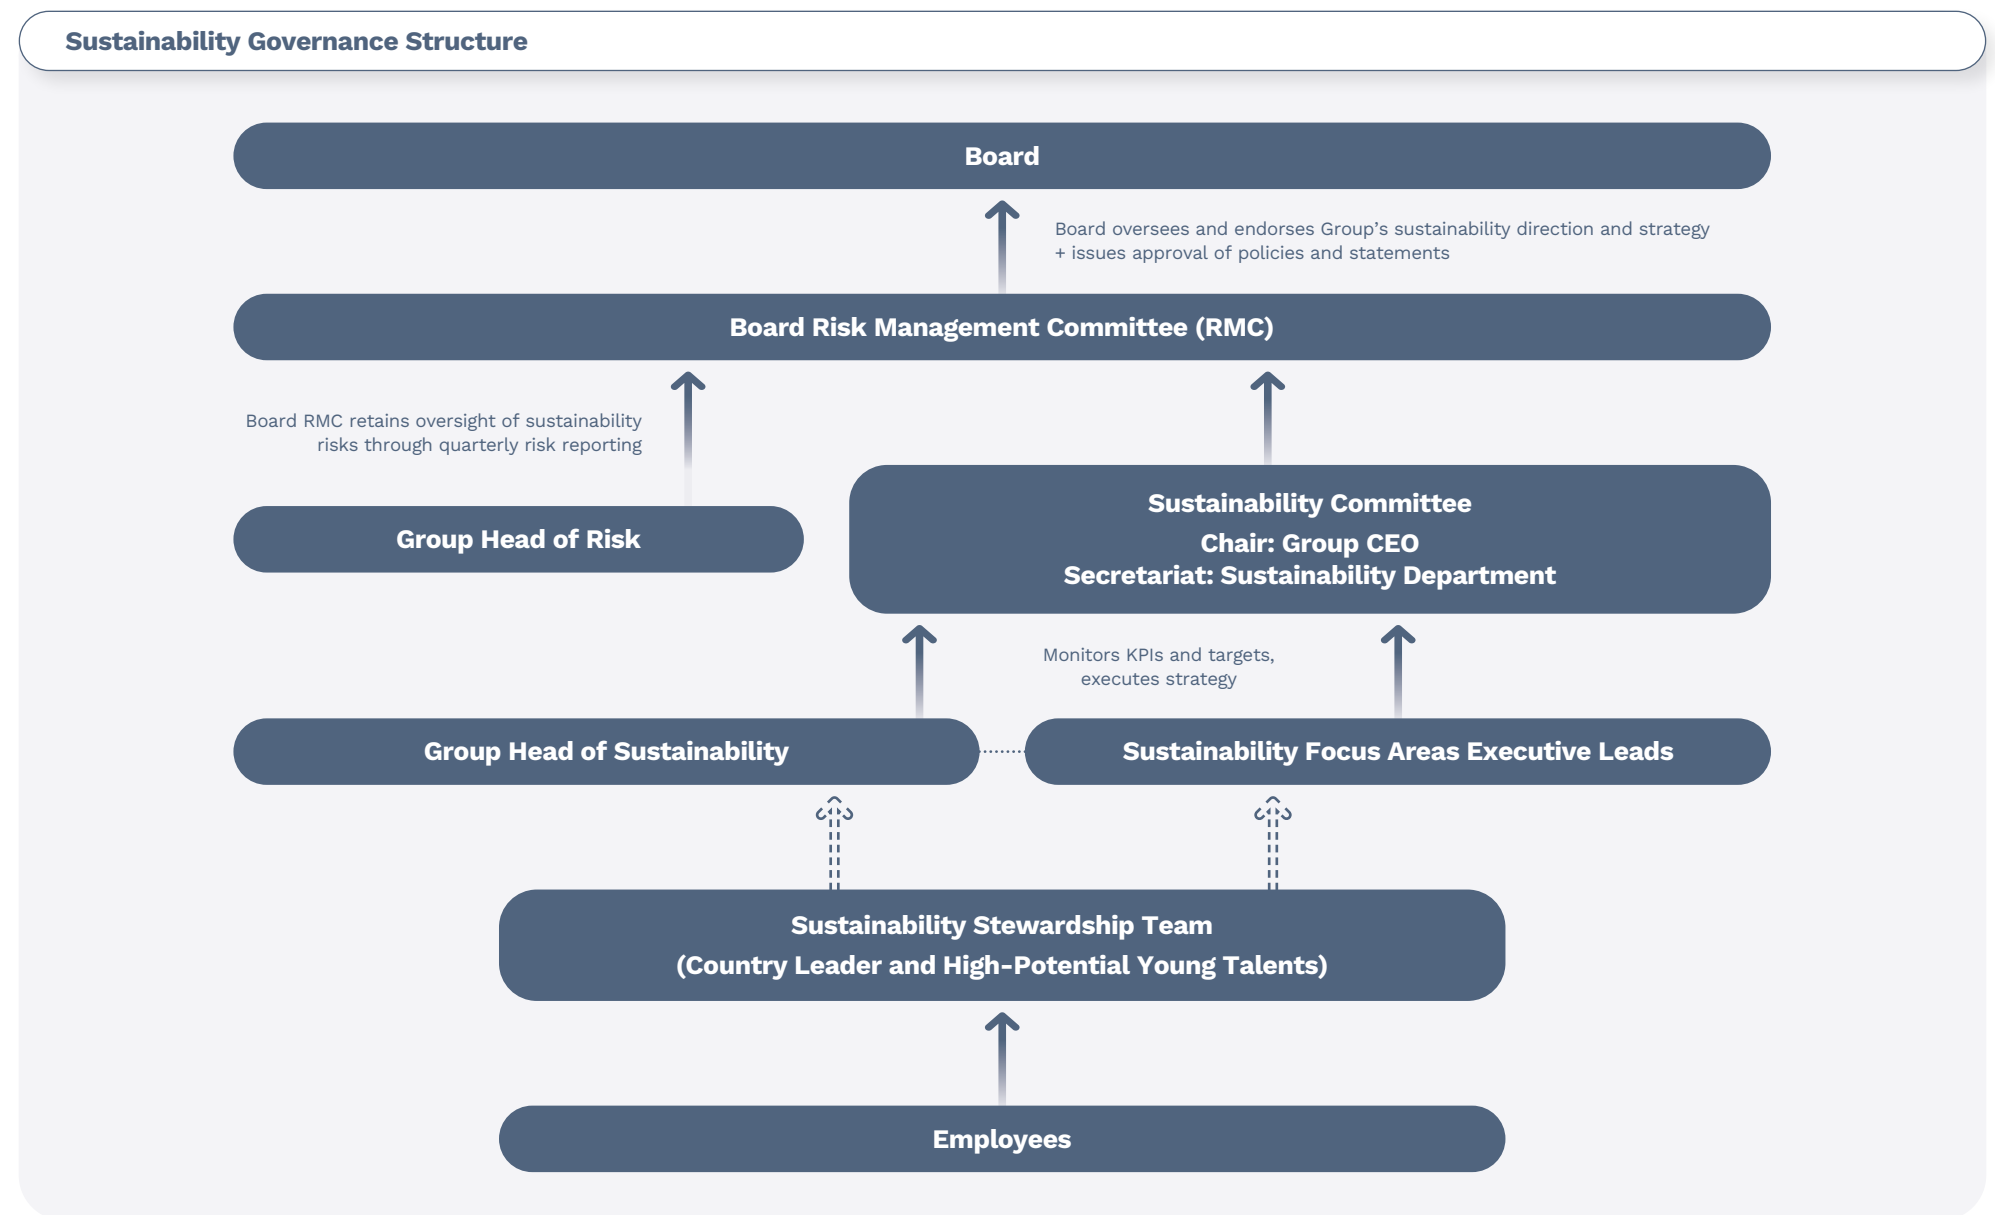 Sustainability Governance Structure
Board
Board oversees and endorses Group’s sustainability direction and strategy
+ issues approval of policies and statements
Board Risk Management Committee (RMC)
Board RMC retains oversight of sustainability
risks through quarterly risk reporting
Group Head of Risk
Sustainability Committee
Chair: Group CEO
Secretariat: Sustainability Department
Monitors KPIs and targets,
executes strategy
Group Head of Sustainability
Sustainability Focus Areas Executive Leads
Sustainability Stewardship Team
(Country Leader and High-Potential Young Talents)
Employees